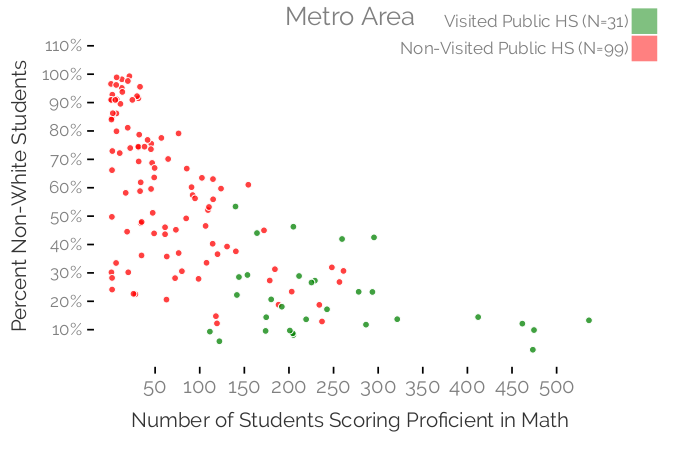 Metro Area
Visited Public HS (N=31)
Non-Visited Public HS (N=99)
Percent Non-White Students
110%
100%
90%
80%
70%
60%
50%
40%
30%
20%
10%
50 100 150 200 250 300 350 400 450 500
Number of Students Scoring Proficient in Math